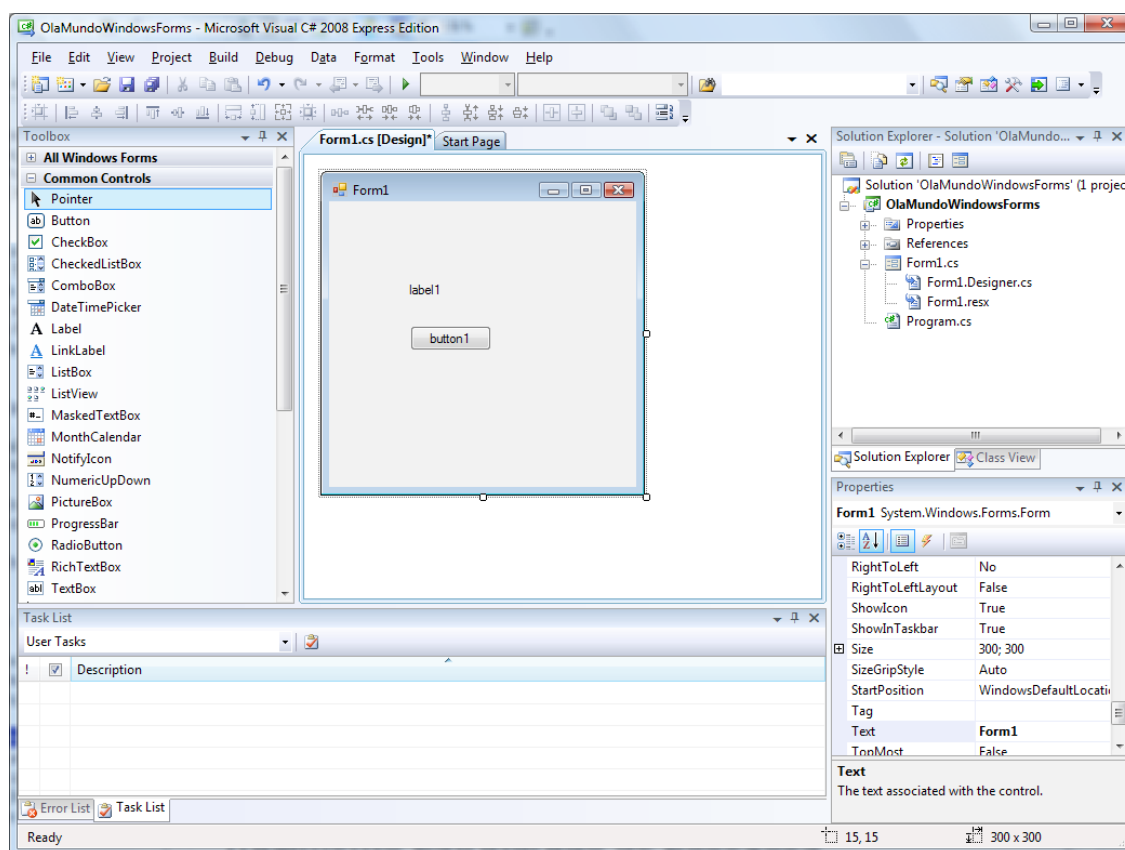 OlaMundoWindowsForms - Microsoft Visual C# 2008 Express Edition
File Edit View Project Build Debug Data Format Tools Window Help
Toolbox
All Windows Forms
Common Controls
Pointer
Button
CheckBox
CheckedListBox
ComboBox
DateTimePicker
Label
LinkLabel
ListBox
ListView
MaskedTextBox
MonthCalendar
NotifyIcon
NumericUpDown
PictureBox
ProgressBar
RadioButton
RichTextBox
TextBox
Form1.cs [Design]* Start Page
Form1
label1
button1
Solution Explorer - Solution 'OlaMundo...
Solution 'OlaMundoWindowsForms' (1 projec
OlaMundoWindowsForms
Properties
References
Form1.cs
Form1.Designer.cs
Form1.resx
Program.cs
Solution Explorer Class View
Properties
Form1 System.Windows.Forms.Form
RightToLeft No
RightToLeftLayout False
ShowIcon True
ShowInTaskbar True
Size 300; 300
SizeGripStyle Auto
StartPosition WindowsDefaultLocati
Tag
Text Form1
TopMost False
Text
The text associated with the control.
Task List
User Tasks
! Description
Error List Task List
Ready 15, 15 300 x 300